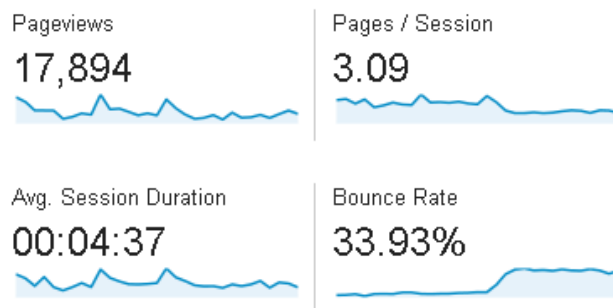 Pageviews
17,894
Pages / Session
3.09
Avg. Session Duration
00:04:37
Bounce Rate
33.93%